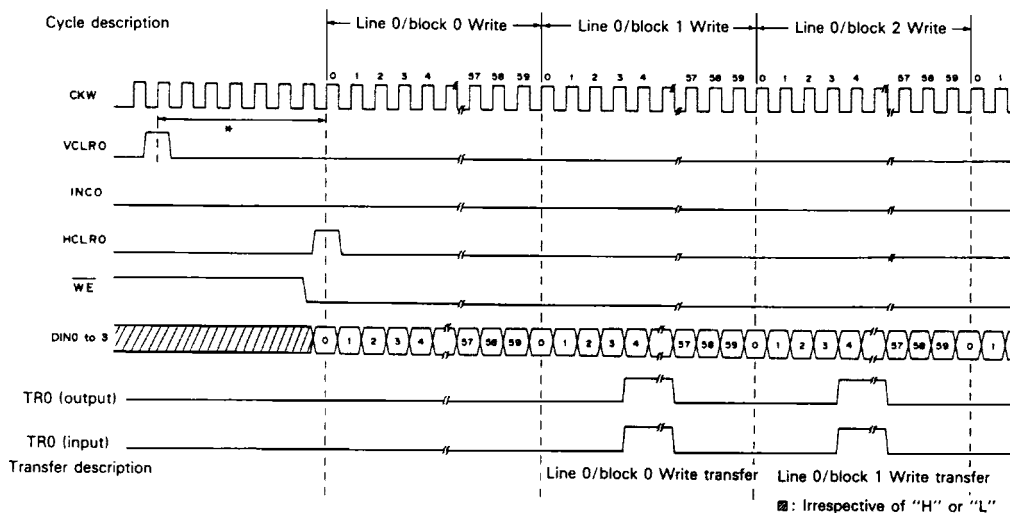 Cycle description
Line 0/block 0 Write Line 0/block 1 Write Line 0/block 2 Write
0 1 2 3 4 57 58 59 0 1 2 3 4 57 58 59 0 1 2 3 4 57 58 59 0 1
CKW
*
VCLR0
INC0
HCLR0
WE
DIN0 to 3 0 1 2 3 4 57 58 59 0 1 2 3 4 57 58 59 0 1 2 3 4 57 58 59 0 1
TR0 (output)
TR0 (input)
Transfer description Line 0/block 0 Write transfer Line 0/block 1 Write transfer
: Irrespective of "H" or "L"